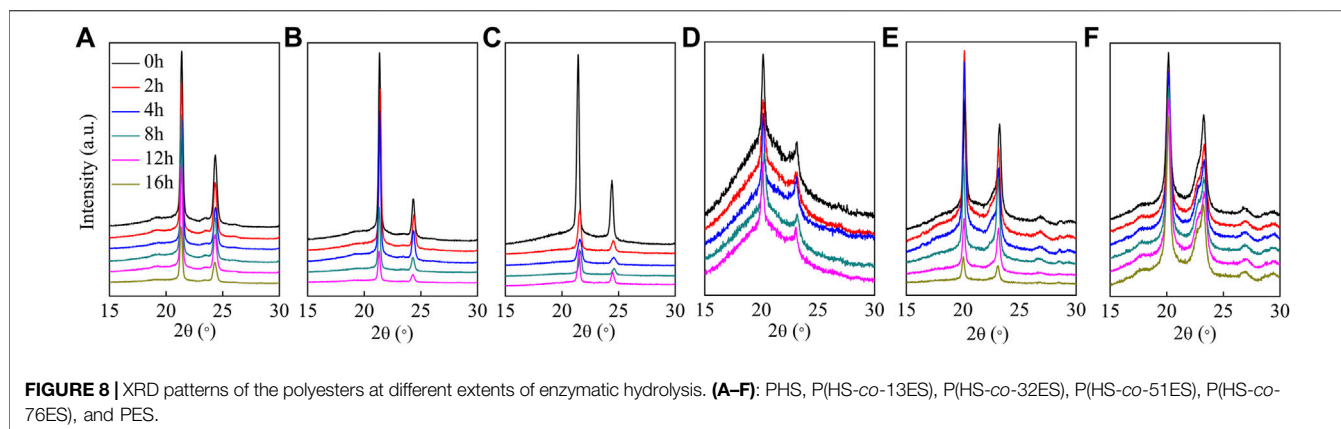 A
B
C
D
E
F
0h
2h
4h
8h
12h
16h
Intensity (a.u.)
15 20 25 30
15 20 25 30
15 20 25 30
15 20 25 30
15 20 25 30
15 20 25 30
2θ (°)
2θ (°)
2θ (°)
2θ (°)
2θ (°)
2θ (°)
FIGURE 8 | XRD patterns of the polyesters at different extents of enzymatic hydrolysis. (A–F): PHS, P(HS-co-13ES), P(HS-co-32ES), P(HS-co-51ES), P(HS-co-
76ES), and PES.